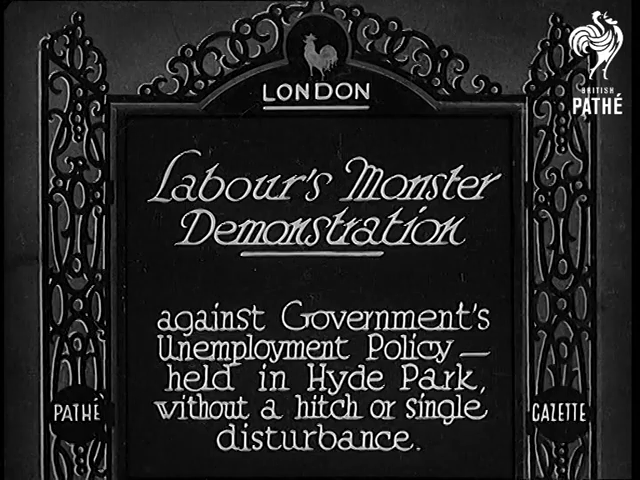 BRITISH
PATHÉ
LONDON
Labour's Monster
Demonstration
against Government's
Unemployment Policy —
held in Hyde Park,
without a hitch or single
disturbance.
PATHÉ
GAZETTE